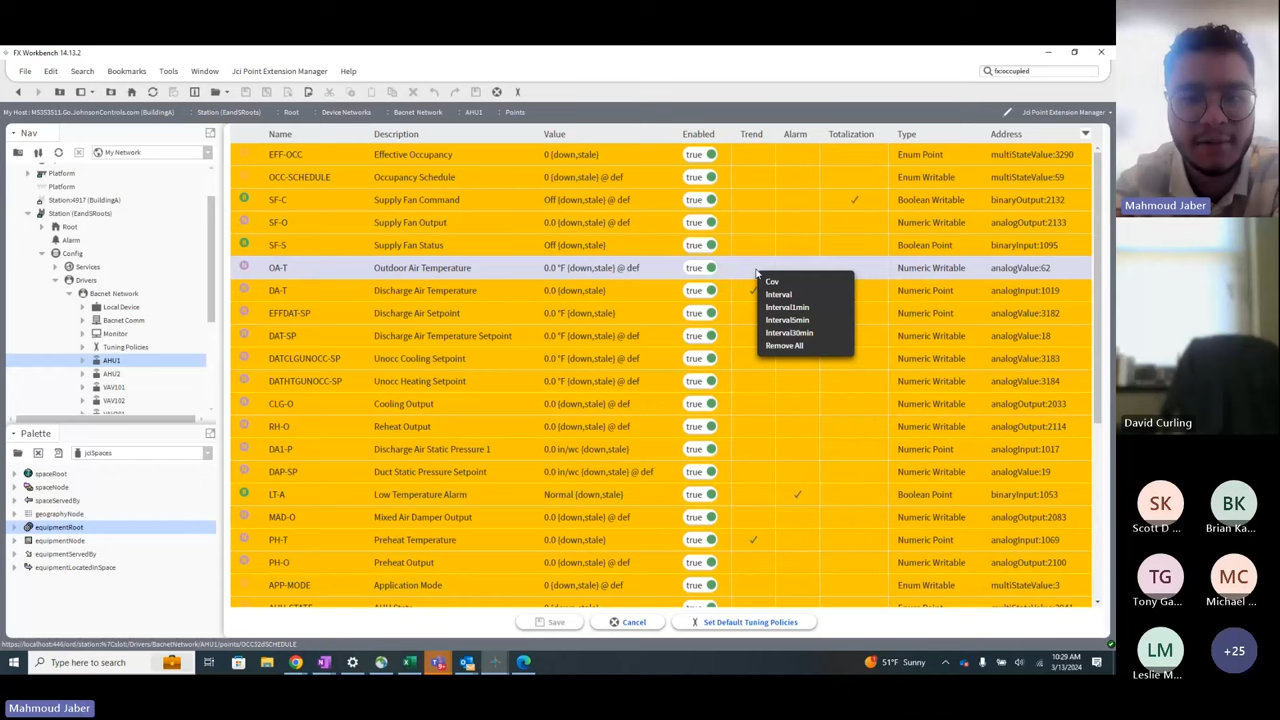 FX Workbench 14.13.2
File Edit Search Bookmarks Tools Window Jci Point Extension Manager Help
fx:occupied
My Host : MS3S3S11.Go.JohnsonControls.com (BuildingA) Station (EandSRoots) Root Device Networks Bacnet Network AHU1 Points Jci Point Extension Manager
Nav
My Network
Platform
Platform
Station:4917 (BuildingA)
Station (EandSRoots)
Root
Alarm
Config
Services
Drivers
Bacnet Network
Local Device
Bacnet Comm
Monitor
Tuning Policies
AHU1
AHU2
VAV101
VAV102
Palette
jciSpaces
spaceRoot
spaceNode
spaceServedBy
geographyNode
equipmentRoot
equipmentNode
equipmentServedBy
equipmentLocatedInSpace
Name Description Value Enabled Trend Alarm Totalization Type Address
EFF-OCC Effective Occupancy 0 {down,stale} true Enum Point multiStateValue:3290
OCC-SCHEDULE Occupancy Schedule 0 {down,stale} @ def true Enum Writable multiStateValue:59
SF-C Supply Fan Command Off {down,stale} @ def true ✓ Boolean Writable binaryOutput:2132
SF-O Supply Fan Output 0.0 {down,stale} @ def true Numeric Writable analogOutput:2133
SF-S Supply Fan Status Off {down,stale} true Boolean Point binaryInput:1095
OA-T Outdoor Air Temperature 0.0 °F {down,stale} @ def true Numeric Writable analogValue:62
DA-T Discharge Air Temperature 0.0 {down,stale} true Numeric Point analogInput:1019
EFFDAT-SP Discharge Air Setpoint 0.0 °F {down,stale} true Numeric Point analogValue:3182
DAT-SP Discharge Air Temperature Setpoint 0.0 °F {down,stale} @ def true Numeric Writable analogValue:18
DATCLGUNOCC-SP Unocc Cooling Setpoint 0.0 °F {down,stale} @ def true Numeric Writable analogValue:3183
DATHTGUNOCC-SP Unocc Heating Setpoint 0.0 °F {down,stale} @ def true Numeric Writable analogValue:3184
CLG-O Cooling Output 0.0 {down,stale} @ def true Numeric Writable analogOutput:2033
RH-O Reheat Output 0.0 {down,stale} @ def true Numeric Writable analogOutput:2114
DA1-P Discharge Air Static Pressure 1 0.0 in/wc {down,stale} true Numeric Point analogInput:1017
DAP-SP Duct Static Pressure Setpoint 0.0 in/wc {down,stale} @ def true Numeric Writable analogValue:19
LT-A Low Temperature Alarm Normal {down,stale} true ✓ Boolean Point binaryInput:1053
MAD-O Mixed Air Damper Output 0.0 {down,stale} @ def true Numeric Writable analogOutput:2083
PH-T Preheat Temperature 0.0 {down,stale} true ✓ Numeric Point analogInput:1069
PH-O Preheat Output 0.0 {down,stale} @ def true Numeric Writable analogOutput:2100
APP-MODE Application Mode 0 {down,stale} @ def true Enum Writable multiStateValue:3
Cov
Interval
Interval1min
Interval5min
Interval30min
Remove All
Save Cancel Set Default Tuning Policies
https://localhost:443/ord/station:%7Cslot:/Drivers/BacnetNetwork/AHU1/points/OCC$2dSCHEDULE
Type here to search
51°F Sunny
10:29 AM
3/13/2024
Mahmoud Jaber
David Curling
SK
Scott D ...
BK
Brian Ka...
TG
Tony Ga...
MC
Michael ...
LM
Leslie M...
+25
Mahmoud Jaber